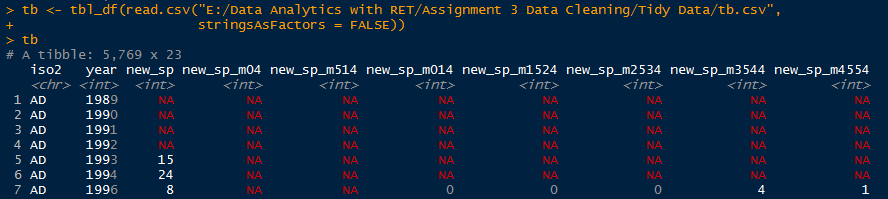 > tb <- tbl_df(read.csv("E:/Data Analytics with RET/Assignment 3 Data Cleaning/Tidy Data/tb.csv",
+                       stringsAsFactors = FALSE))
> tb
# A tibble: 5,769 x 23
   iso2   year new_sp new_sp_m04 new_sp_m514 new_sp_m014 new_sp_m1524 new_sp_m2534 new_sp_m3544 new_sp_m4554
   <chr> <int>  <int>      <int>       <int>       <int>        <int>        <int>        <int>        <int>
 1 AD     1989     NA         NA          NA          NA           NA           NA           NA           NA
 2 AD     1990     NA         NA          NA          NA           NA           NA           NA           NA
 3 AD     1991     NA         NA          NA          NA           NA           NA           NA           NA
 4 AD     1992     NA         NA          NA          NA           NA           NA           NA           NA
 5 AD     1993     15         NA          NA          NA           NA           NA           NA           NA
 6 AD     1994     24         NA          NA          NA           NA           NA           NA           NA
 7 AD     1996      8         NA          NA           0            0            0            4            1